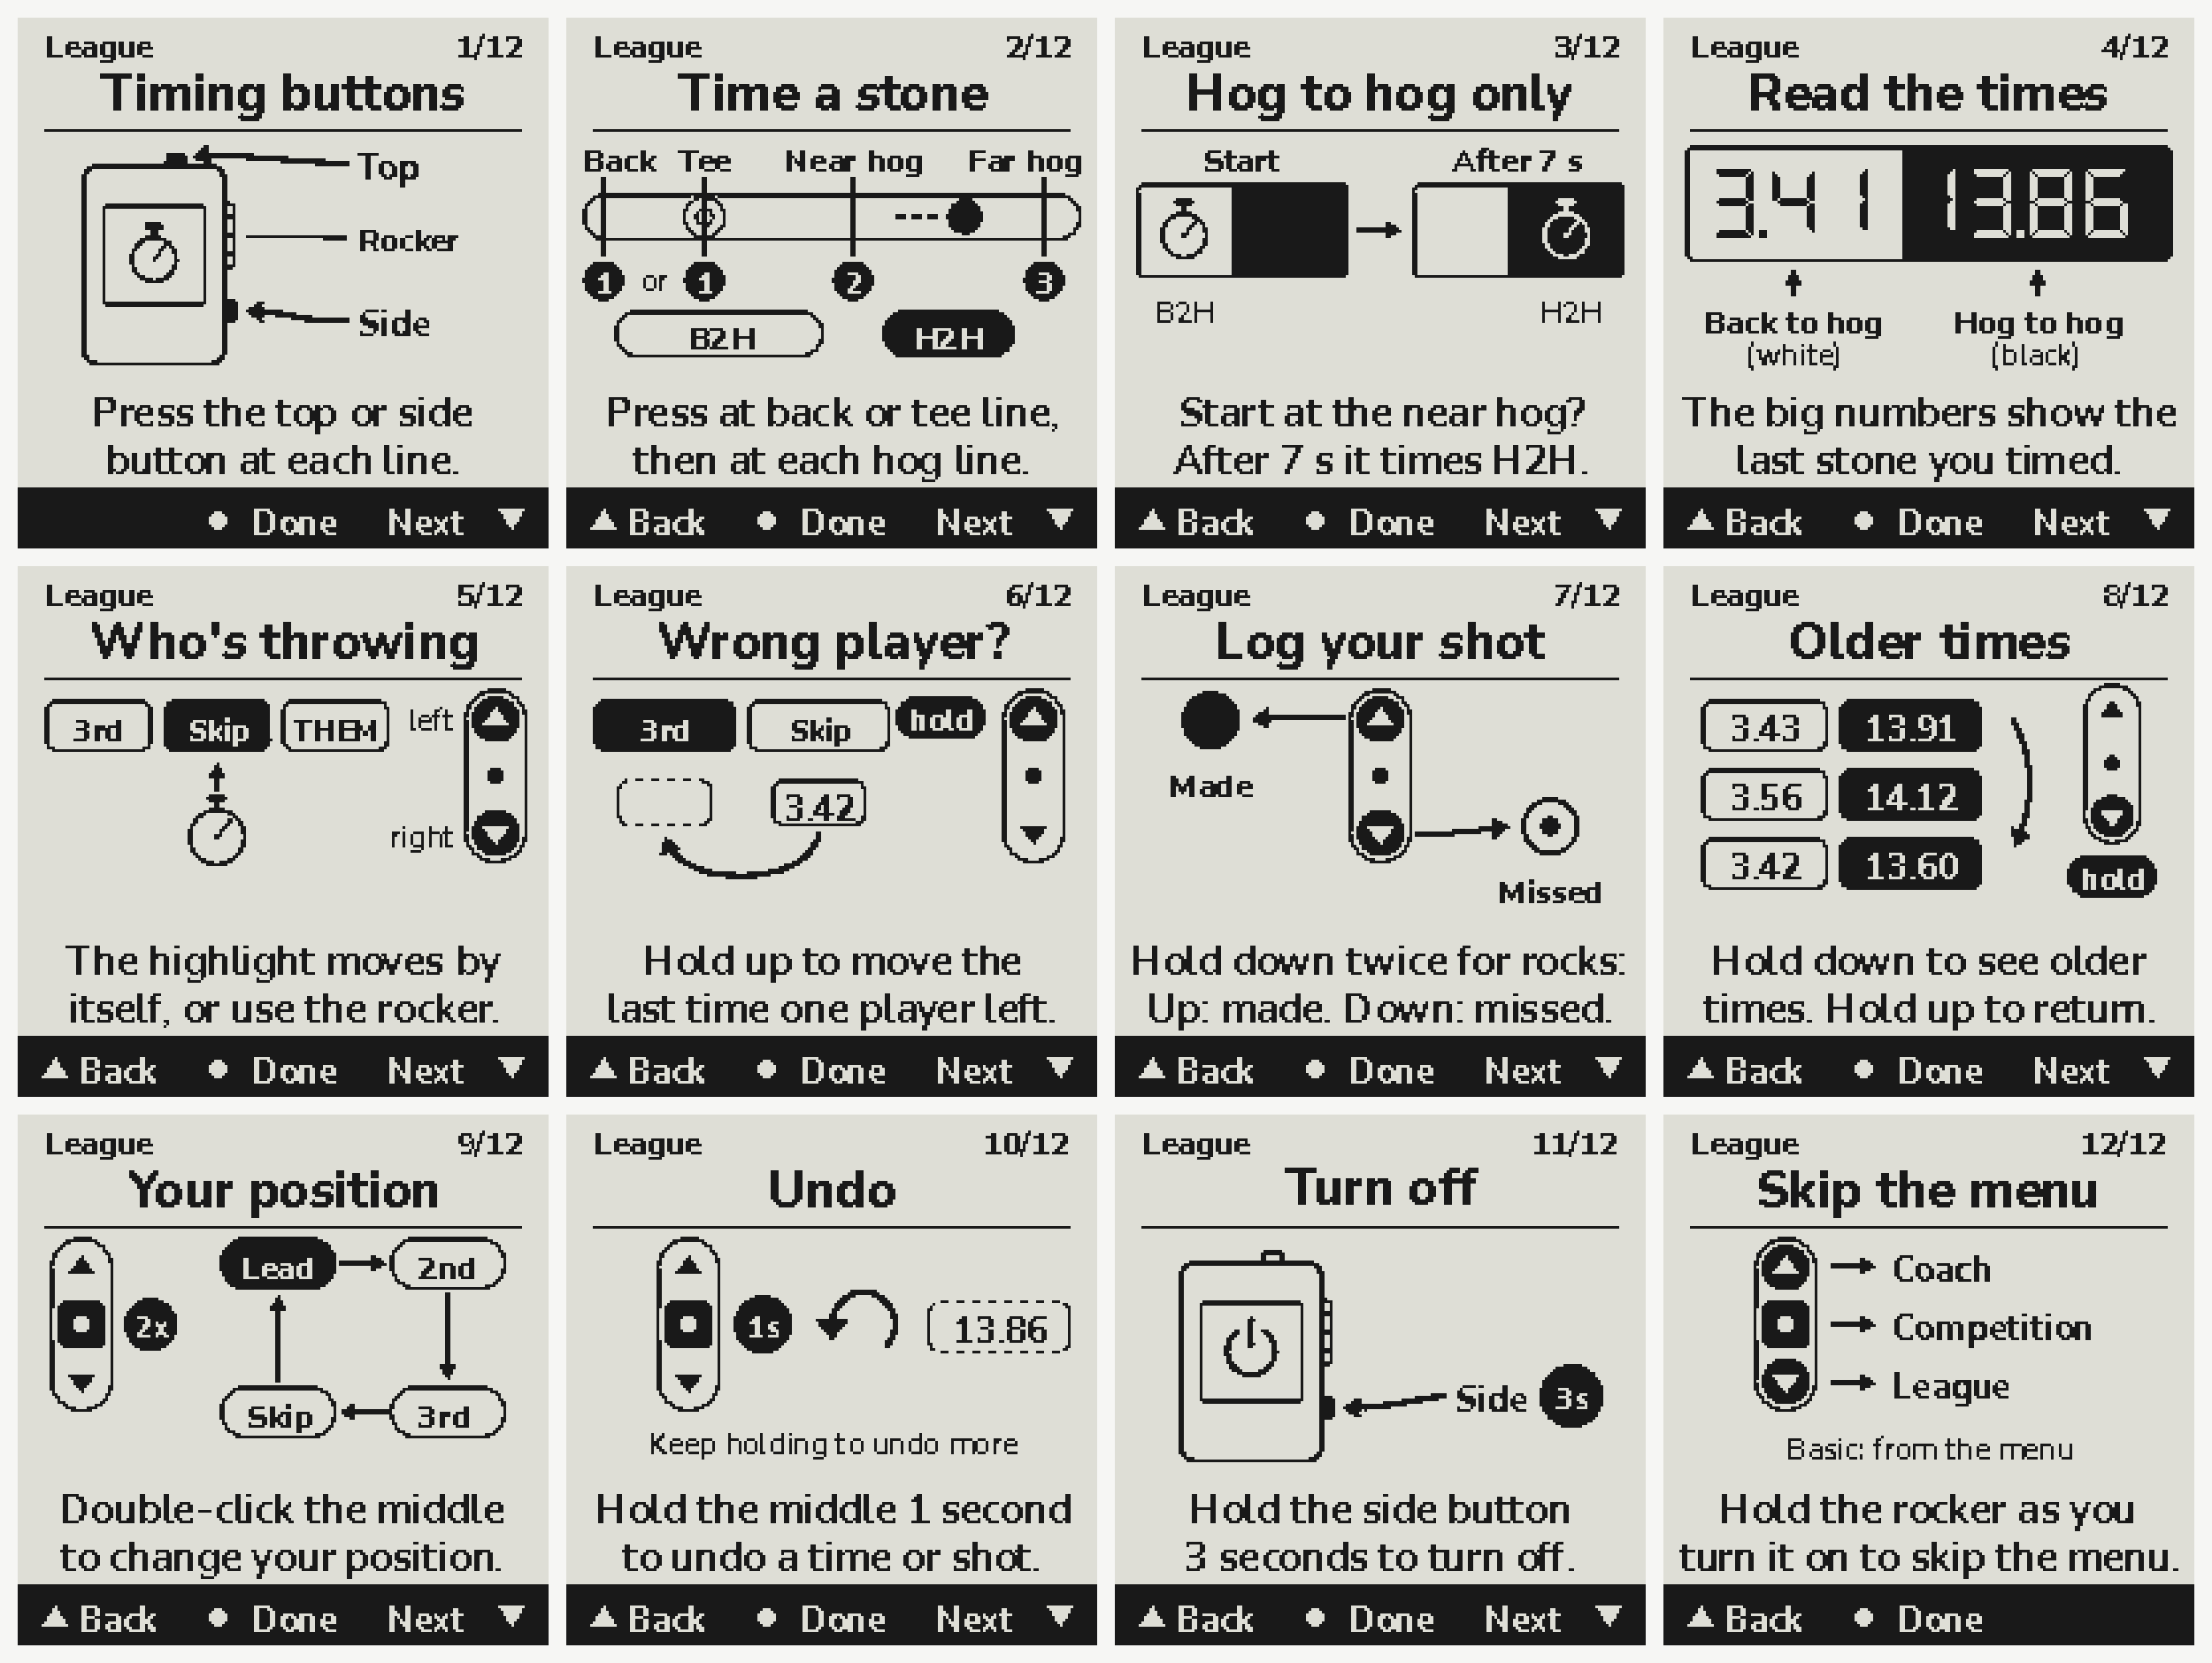 League 1/12
Timing buttons
Top
Rocker
Side
Press the top or side
button at each line.
Done Next
League 2/12
Time a stone
Back Tee Near hog Far hog
1 or 1 2 3
B2H H2H
Press at back or tee line,
then at each hog line.
Back Done Next
League 3/12
Hog to hog only
Start After 7 s
B2H H2H
Start at the near hog?
After 7 s it times H2H.
Back Done Next
League 4/12
Read the times
3.41 13.86
Back to hog Hog to hog
(white) (black)
The big numbers show the
last stone you timed.
Back Done Next
League 5/12
Who's throwing
3rd Skip THEM left
right
The highlight moves by
itself, or use the rocker.
Back Done Next
League 6/12
Wrong player?
3rd Skip hold
3.42
Hold up to move the
last time one player left.
Back Done Next
League 7/12
Log your shot
Made
Missed
Hold down twice for rocks:
Up: made. Down: missed.
Back Done Next
League 8/12
Older times
3.43 13.91
3.56 14.12
3.42 13.60
hold
Hold down to see older
times. Hold up to return.
Back Done Next
League 9/12
Your position
Lead 2nd
2x
Skip 3rd
Double-click the middle
to change your position.
Back Done Next
League 10/12
Undo
1s 13.86
Keep holding to undo more
Hold the middle 1 second
to undo a time or shot.
Back Done Next
League 11/12
Turn off
Side 3s
Hold the side button
3 seconds to turn off.
Back Done Next
League 12/12
Skip the menu
Coach
Competition
League
Basic: from the menu
Hold the rocker as you
turn it on to skip the menu.
Back Done